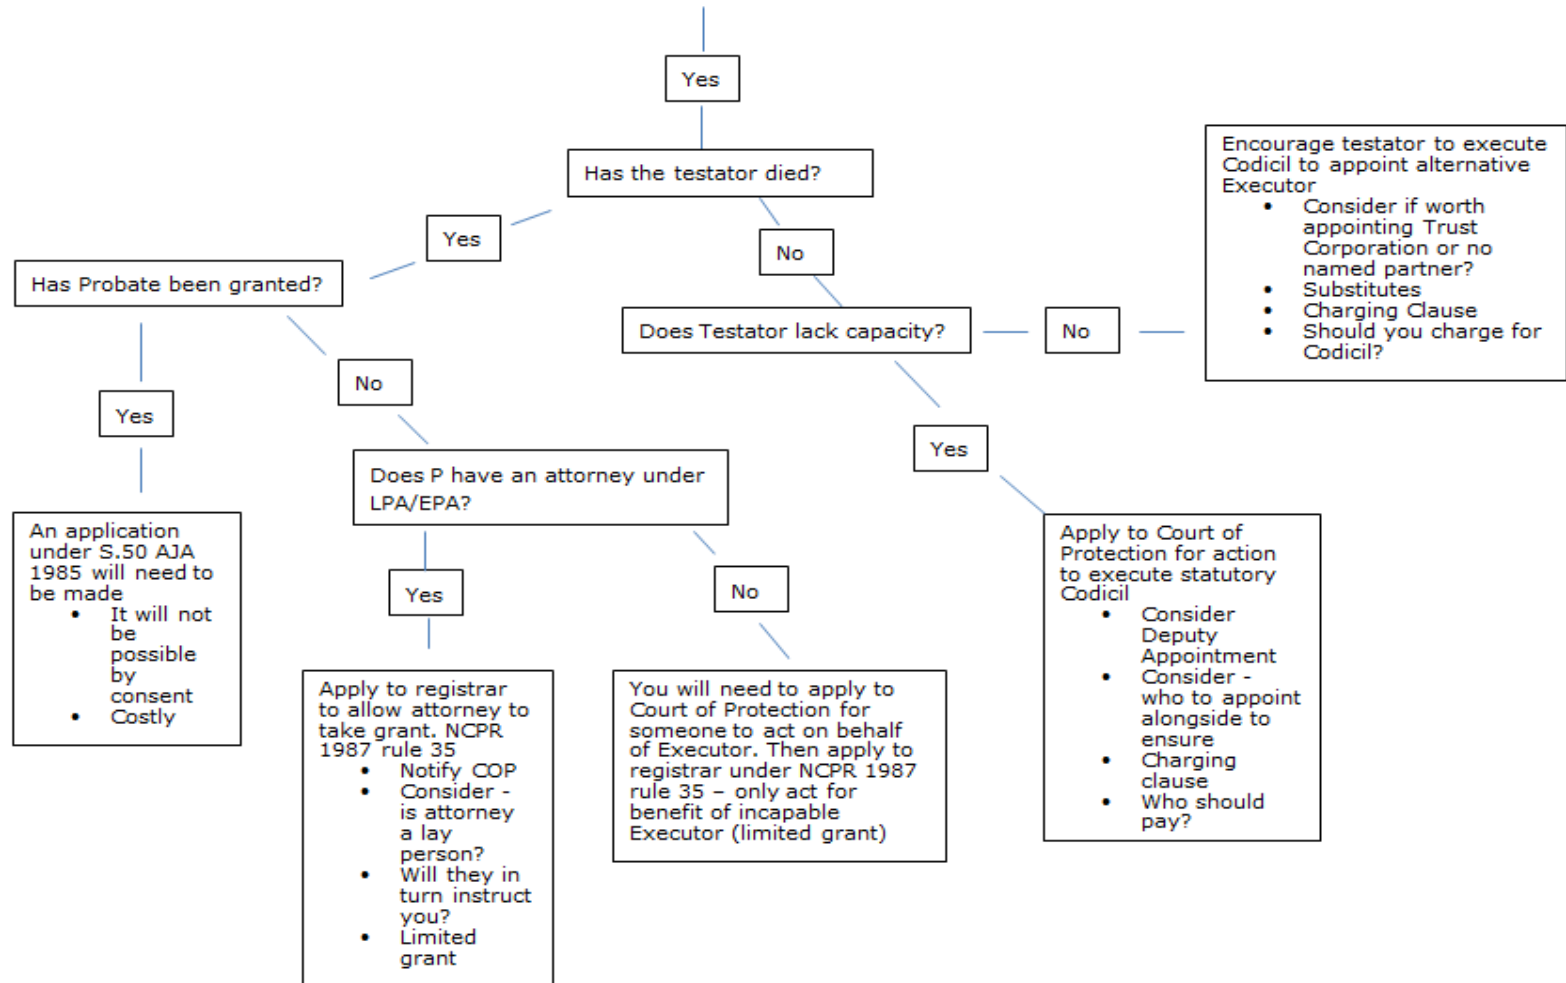 Yes
Has the testator died?
Encourage testator to execute
Codicil to appoint alternative
Executor
• Consider if worth
appointing Trust
Corporation or no
named partner?
• Substitutes
• Charging Clause
• Should you charge for
Codicil?
Yes
No
Has Probate been granted?
Does Testator lack capacity?
No
No
Yes
Yes
Does P have an attorney under
LPA/EPA?
An application
under S.50 AJA
1985 will need to
be made
• It will not
be
possible
by
consent
• Costly
Yes
No
Apply to Court of
Protection for action
to execute statutory
Codicil
• Consider
Deputy
Appointment
• Consider -
who to appoint
alongside to
ensure
• Charging
clause
• Who should
pay?
Apply to registrar
to allow attorney to
take grant. NCPR
1987 rule 35
• Notify COP
• Consider -
is attorney
a lay
person?
• Will they in
turn instruct
you?
• Limited
grant
You will need to apply to
Court of Protection for
someone to act on behalf
of Executor. Then apply to
registrar under NCPR 1987
rule 35 – only act for
benefit of incapable
Executor (limited grant)